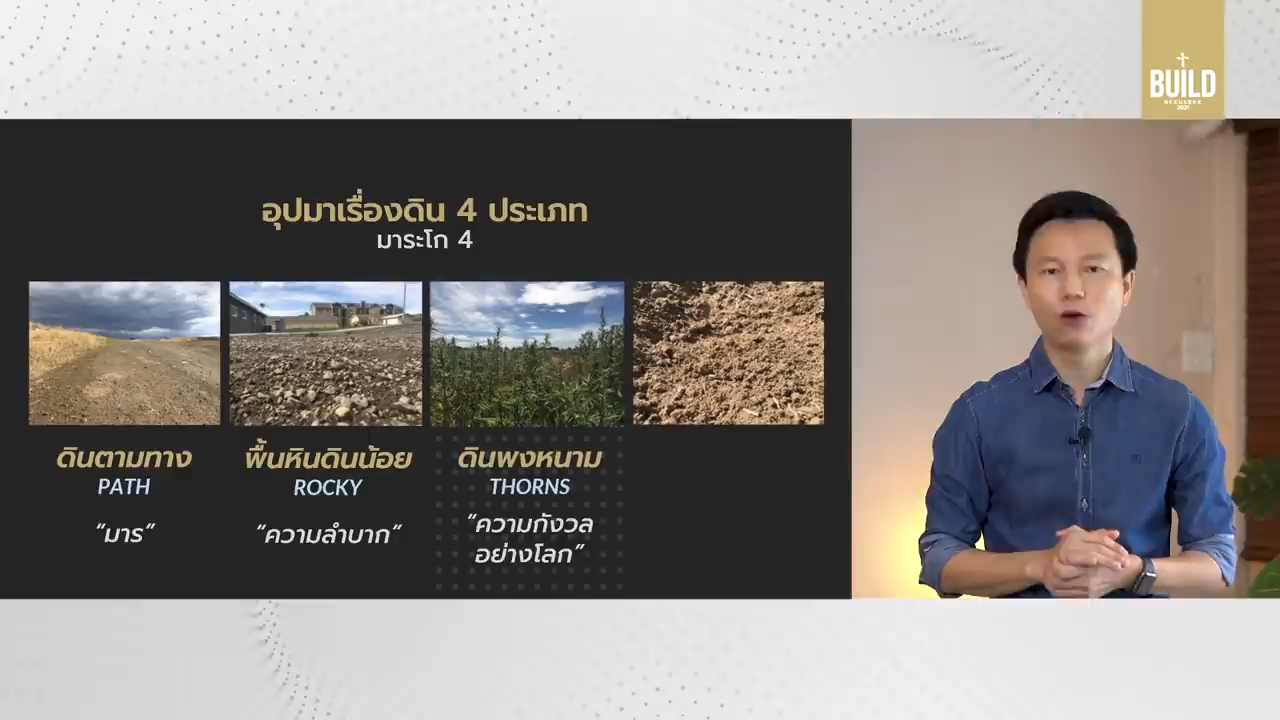 BUILD
NEXUSBKK
2021
อุปมาเรื่องดิน 4 ประเภท
มาระโก 4
ดินตามทาง
PATH
“มาร”
พื้นหินดินน้อย
ROCKY
“ความลำบาก”
ดินพงหนาม
THORNS
“ความกังวล
อย่างโลก”